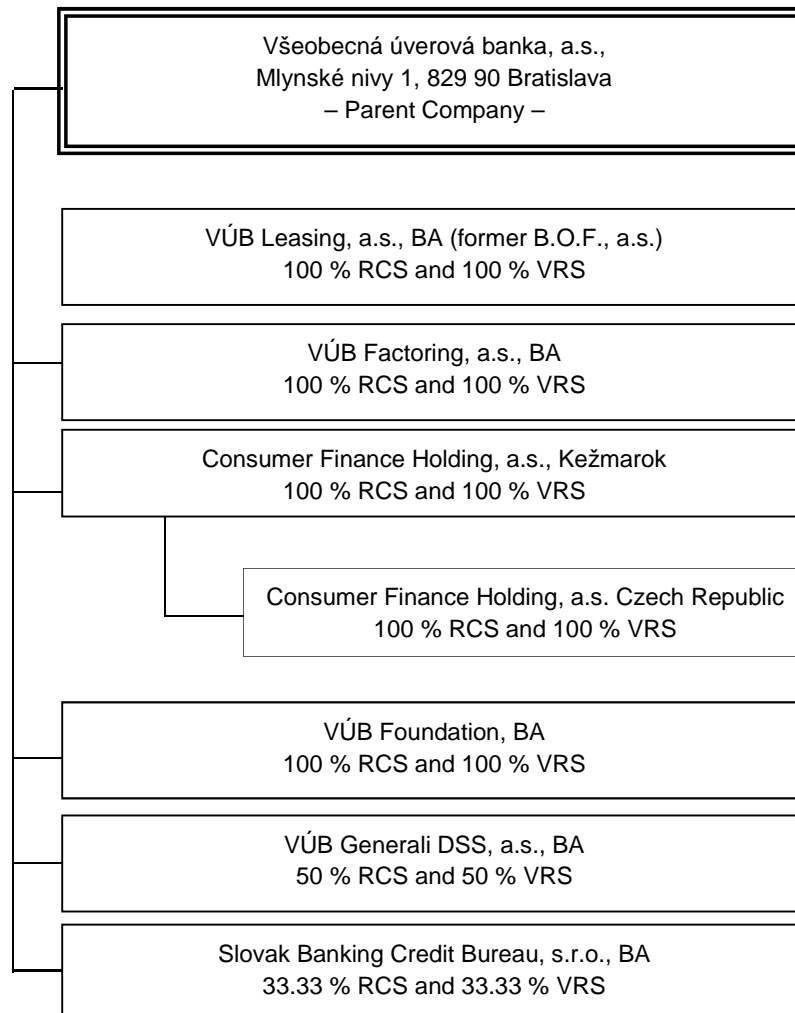 Všeobecná úverová banka, a.s.,
Mlynské nivy 1, 829 90 Bratislava
– Parent Company –
VÚB Leasing, a.s., BA (former B.O.F., a.s.)
100 % RCS and 100 % VRS
VÚB Factoring, a.s., BA
100 % RCS and 100 % VRS
Consumer Finance Holding, a.s., Kežmarok
100 % RCS and 100 % VRS
Consumer Finance Holding, a.s. Czech Republic
100 % RCS and 100 % VRS
VÚB Foundation, BA
100 % RCS and 100 % VRS
VÚB Generali DSS, a.s., BA
50 % RCS and 50 % VRS
Slovak Banking Credit Bureau, s.r.o., BA
33.33 % RCS and 33.33 % VRS